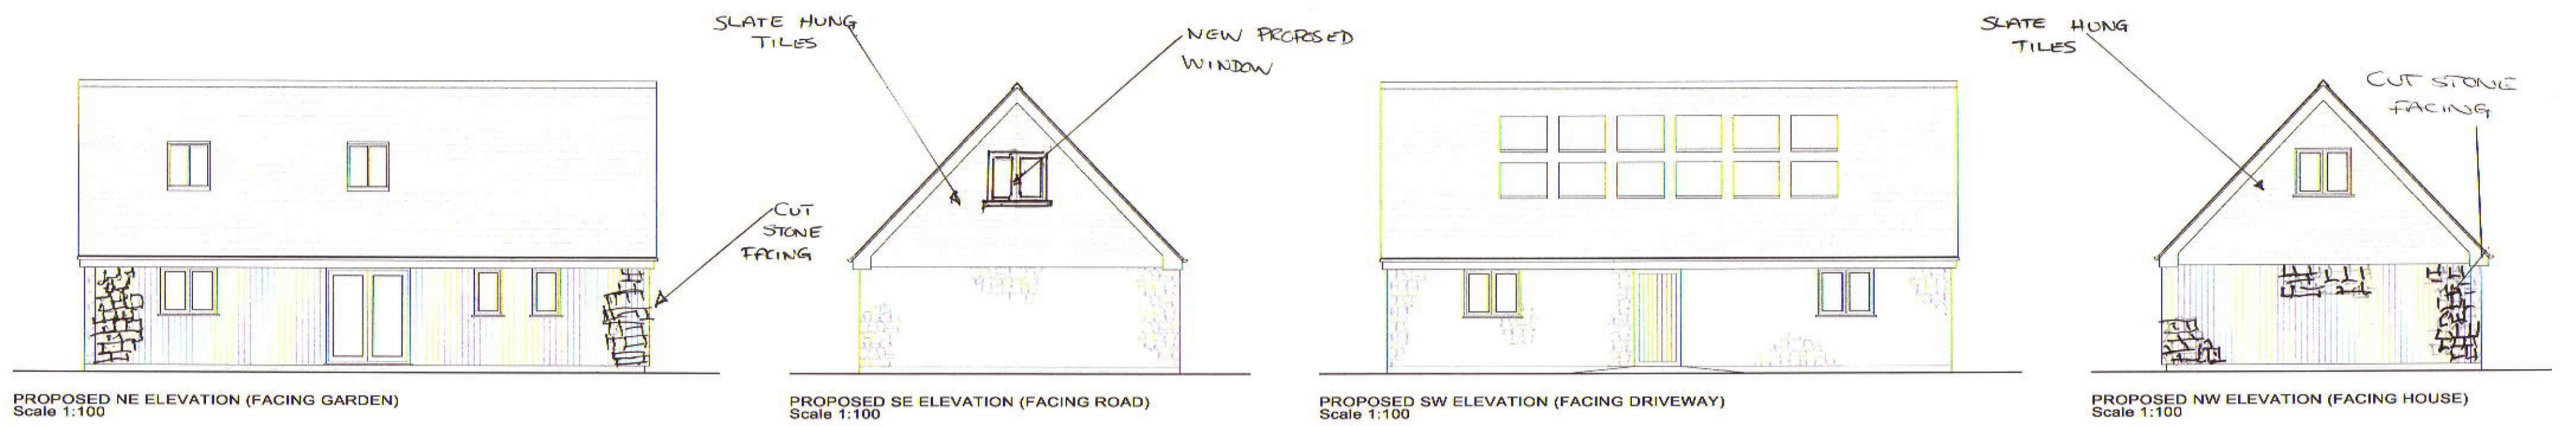 SLATE HUNG
TILES
NEW PROPOSED
WINDOW
CUT
STONE
FACING
SLATE HUNG
TILES
CUT STONE
FACING
PROPOSED NE ELEVATION (FACING GARDEN)
Scale 1:100
PROPOSED SE ELEVATION (FACING ROAD)
Scale 1:100
PROPOSED SW ELEVATION (FACING DRIVEWAY)
Scale 1:100
PROPOSED NW ELEVATION (FACING HOUSE)
Scale 1:100